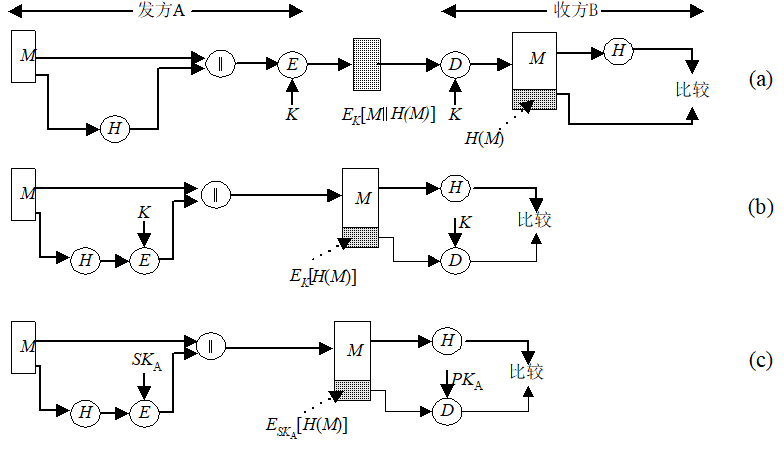 发方A 收方B
M H ‖ E K E_K[M‖H(M)] D K M H(M) H 比较 (a)
M H K E ‖ M E_K[H(M)] H K D 比较 (b)
M H SK_A E ‖ M E_SK_A[H(M)] H PK_A D 比较 (c)